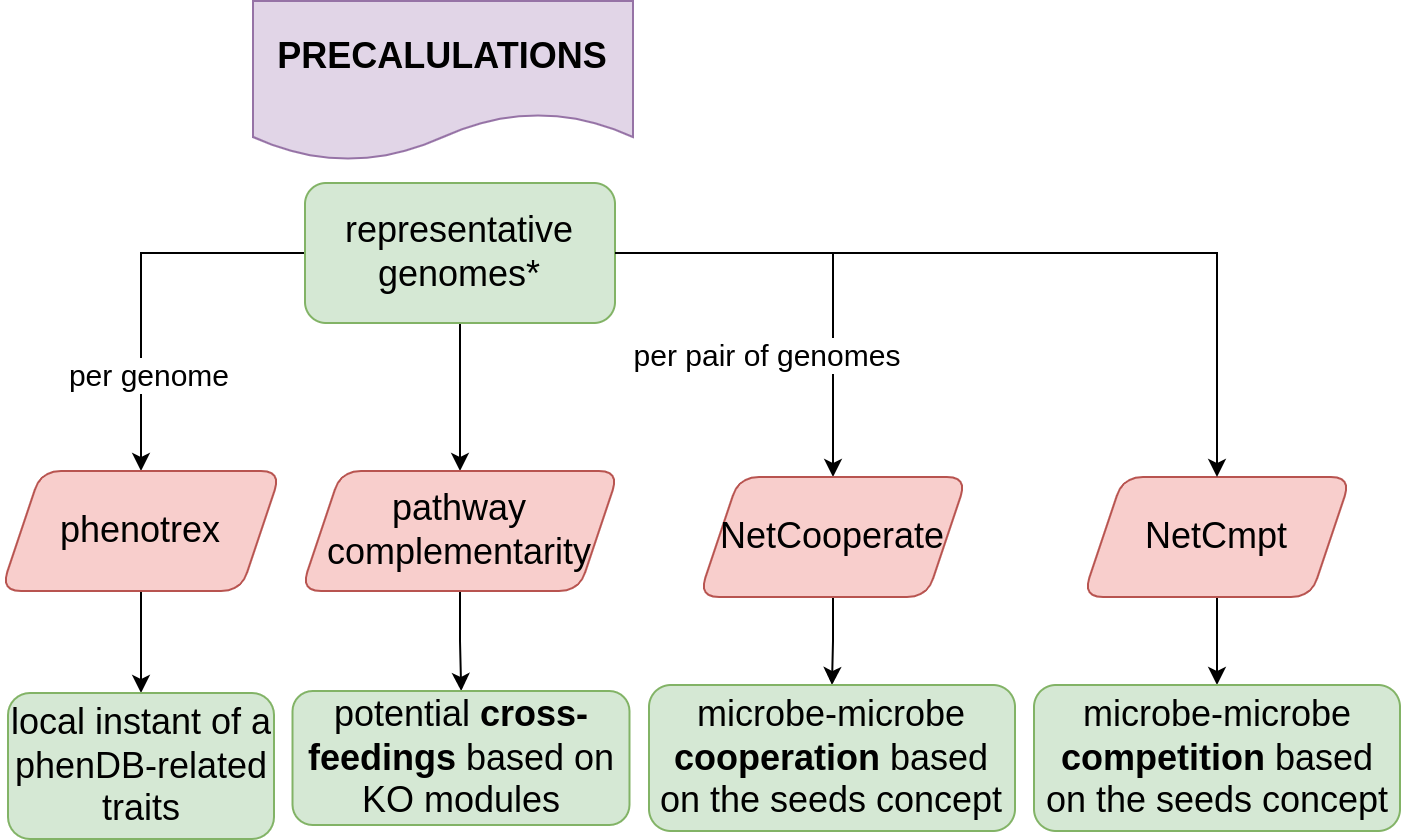 PRECALULATIONS
representative
genomes*
per pair of genomes
per genome
phenotrex
pathway
complementarity
NetCooperate
NetCmpt
local instant of a
phenDB-related
traits
potential cross-
feedings based on
KO modules
microbe-microbe
cooperation based
on the seeds concept
microbe-microbe
competition based
on the seeds concept